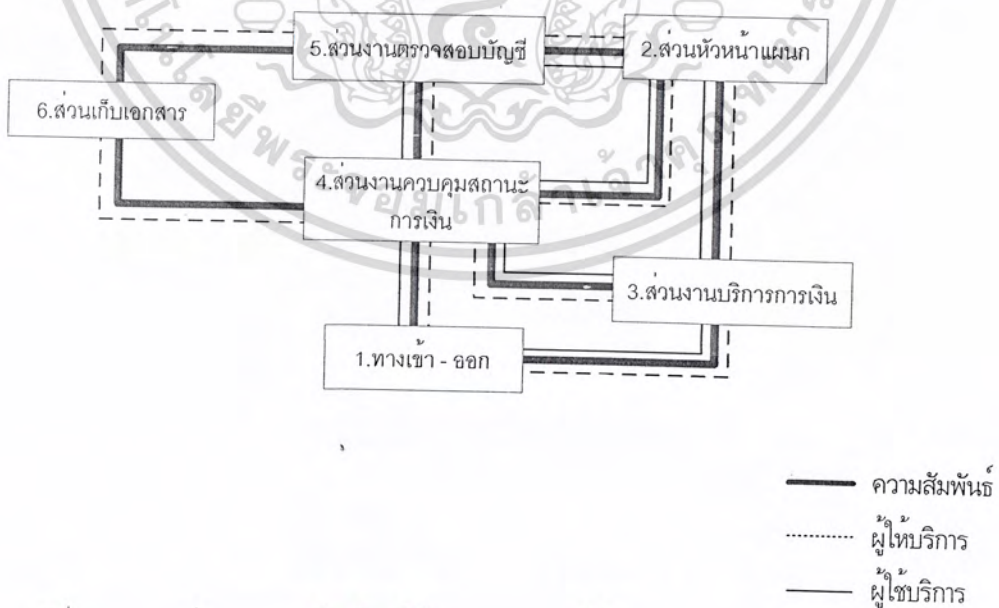 5.ส่วนงานตรวจสอบบัญชี
2.ส่วนหัวหน้าแผนก
6.ส่วนเก็บเอกสาร
4.ส่วนงานควบคุมสถานะ
การเงิน
3.ส่วนงานบริการการเงิน
1.ทางเข้า - ออก
ความสัมพันธ์
ผู้ให้บริการ
ผู้ใช้บริการ